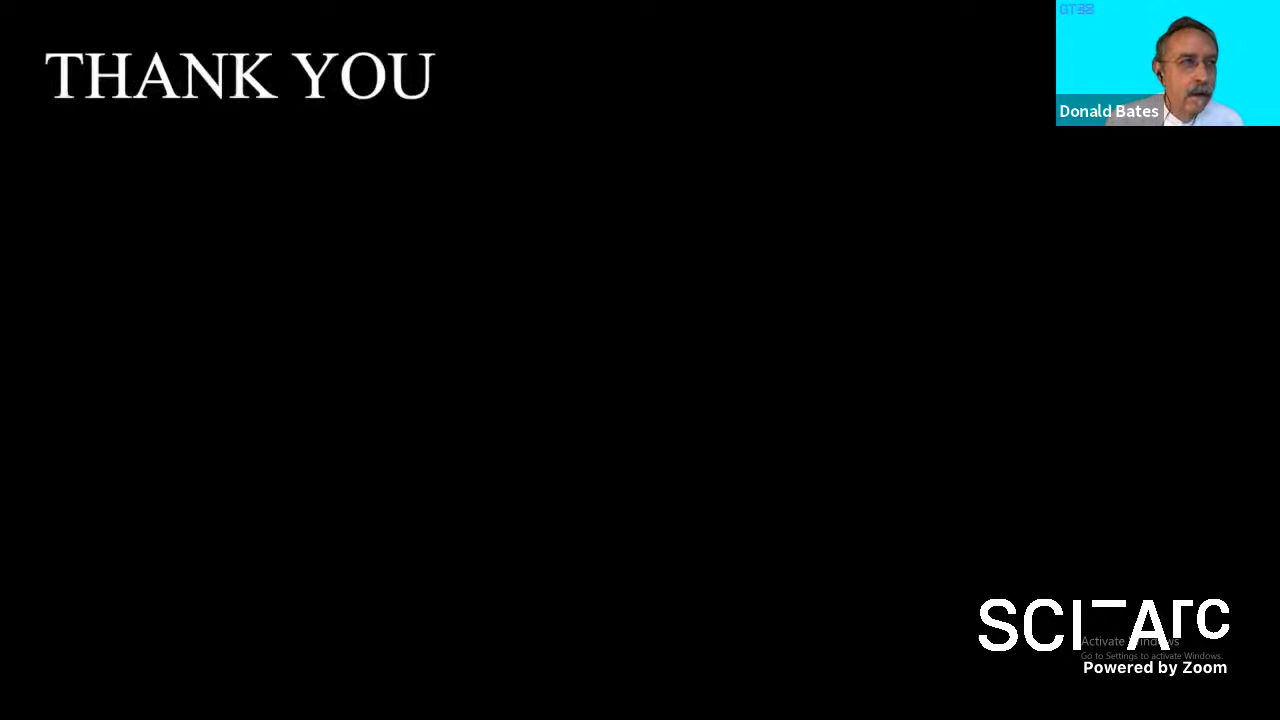 THANK YOU
Donald Bates
SCI-Arc
Activate Windows
Go to Settings to activate Windows.
Powered by Zoom